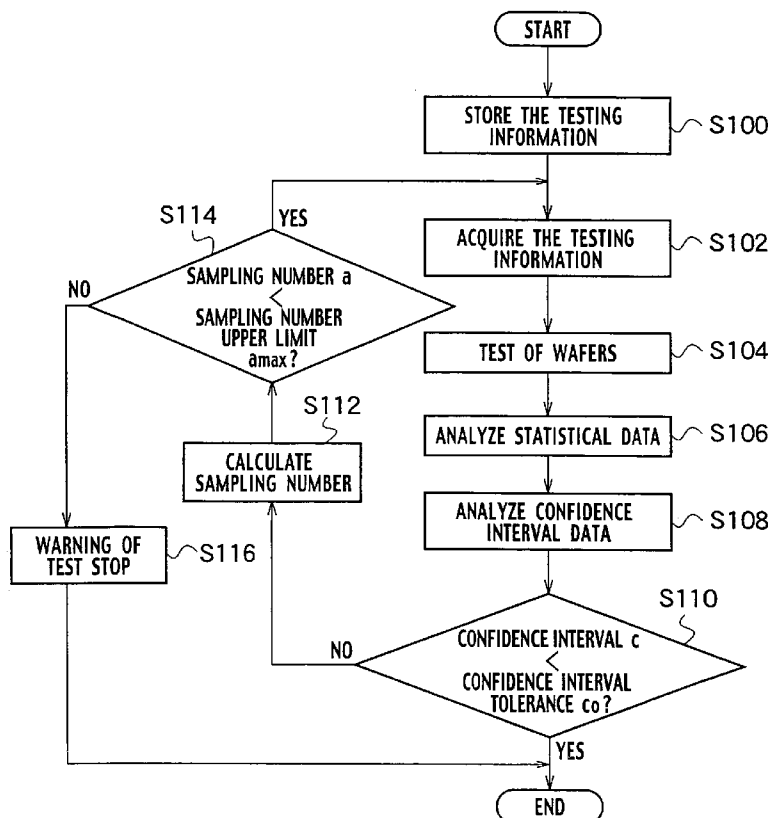 START
STORE THE TESTING
INFORMATION
S100
S114
YES
ACQUIRE THE TESTING
INFORMATION
S102
NO
SAMPLING NUMBER a
<
SAMPLING NUMBER
UPPER LIMIT
amax?
TEST OF WAFERS
S104
S112
ANALYZE STATISTICAL DATA
S106
CALCULATE
SAMPLING NUMBER
ANALYZE CONFIDENCE
INTERVAL DATA
S108
WARNING OF
TEST STOP
S116
S110
NO
CONFIDENCE INTERVAL c
<
CONFIDENCE INTERVAL
TOLERANCE co?
YES
END